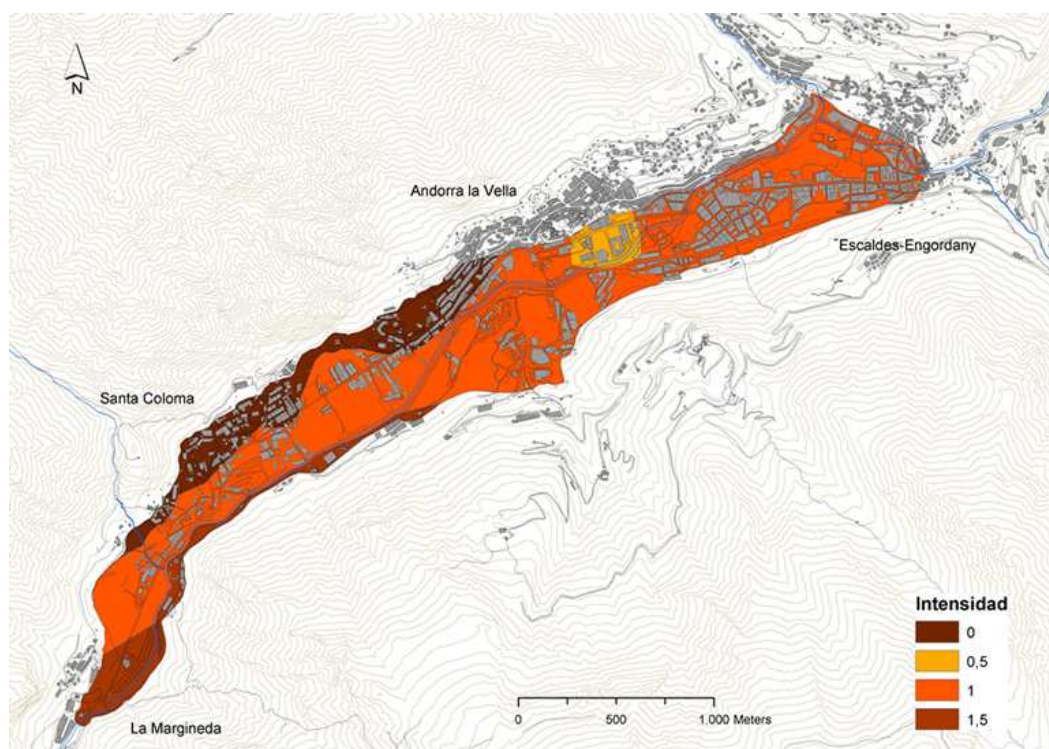 N
Andorra la Vella
Escaldes-Engordany
Santa Coloma
La Margineda
Intensidad
0
0,5
1
1,5
0 500 1.000 Meters